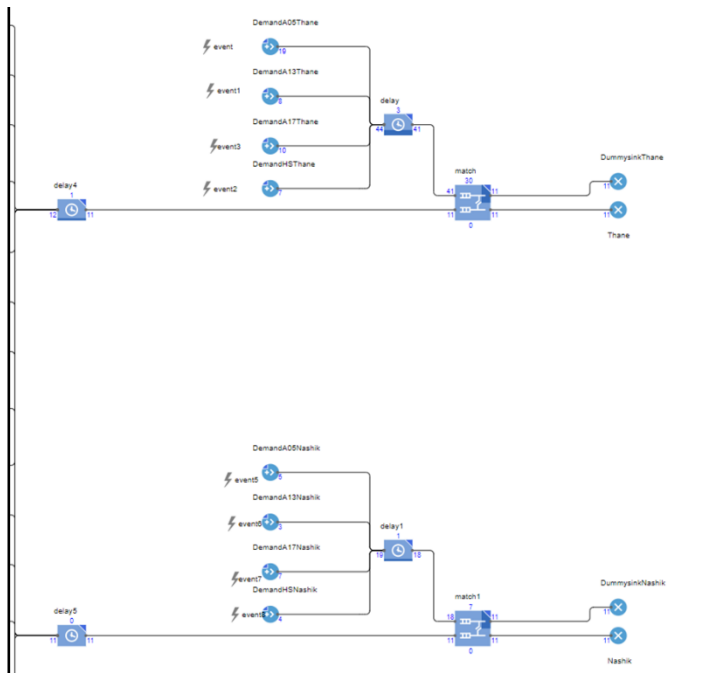 DemandA05Thane
event
19
DemandA13Thane
event1
8
delay
3
DemandA17Thane
44 41
event3
10
DemandHSThane
match
DummysinkThane
delay4
event2
7
30
1
41 11
11
12 11
11 11
11
0
Thane
DemandA05Nashik
event5
5
DemandA13Nashik
event6
3
delay1
1
DemandA17Nashik
19 18
event7
7
DemandHSNashik
match1
DummysinkNashik
delay5
event8
4
7
0
18 11
11
11 11
11 11
11
0
Nashik